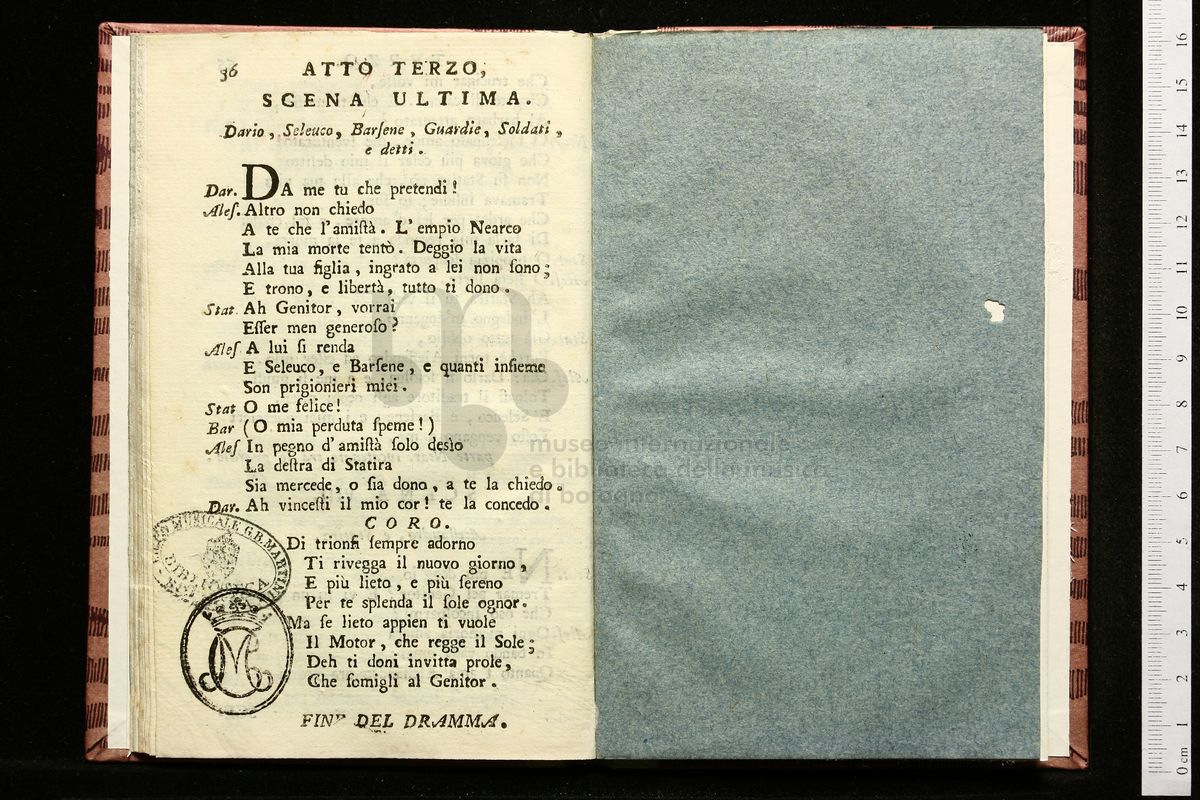 36 ATTO TERZO,
SCENA ULTIMA.
Dario, Seleuco, Barſene, Guardie, Soldati,
e detti.
Dar. DA me tu che pretendi!
Aleſ. Altro non chiedo
A te che l'amiſtà. L'empio Nearco
La mia morte tentò. Deggio la vita
Alla tua figlia, ingrato a lei non ſono;
E trono, e libertà, tutto ti dono.
Stat Ah Genitor, vorrai
Eſſer men generoſo?
Aleſ A lui ſi renda
E Seleuco, e Barſene, e quanti inſieme
Son prigionieri miei.
Stat O me felice!
Bar (O mia perduta ſpeme!)
Aleſ In pegno d'amiſtà ſolo desìo
La deſtra di Statira
Sia mercede, o ſia dono, a te la chiedo.
Dar. Ah vinceſti il mio cor! te la concedo.
CORO.
Di trionfi ſempre adorno
Ti rivegga il nuovo giorno,
E più lieto, e più ſereno
Per te splenda il ſole ognor.
Ma ſe lieto appien ti vuole
Il Motor, che regge il Sole;
Deh ti doni invitta prole,
Che ſomigli al Genitor.
FINE DEL DRAMMA.
MUSICALE G.B. MARTINI
BIBLIOTECA
museo internazionale
e biblioteca della musica
di bologna
0 cm 1 2 3 4 5 6 7 8 9 10 11 12 13 14 15 16